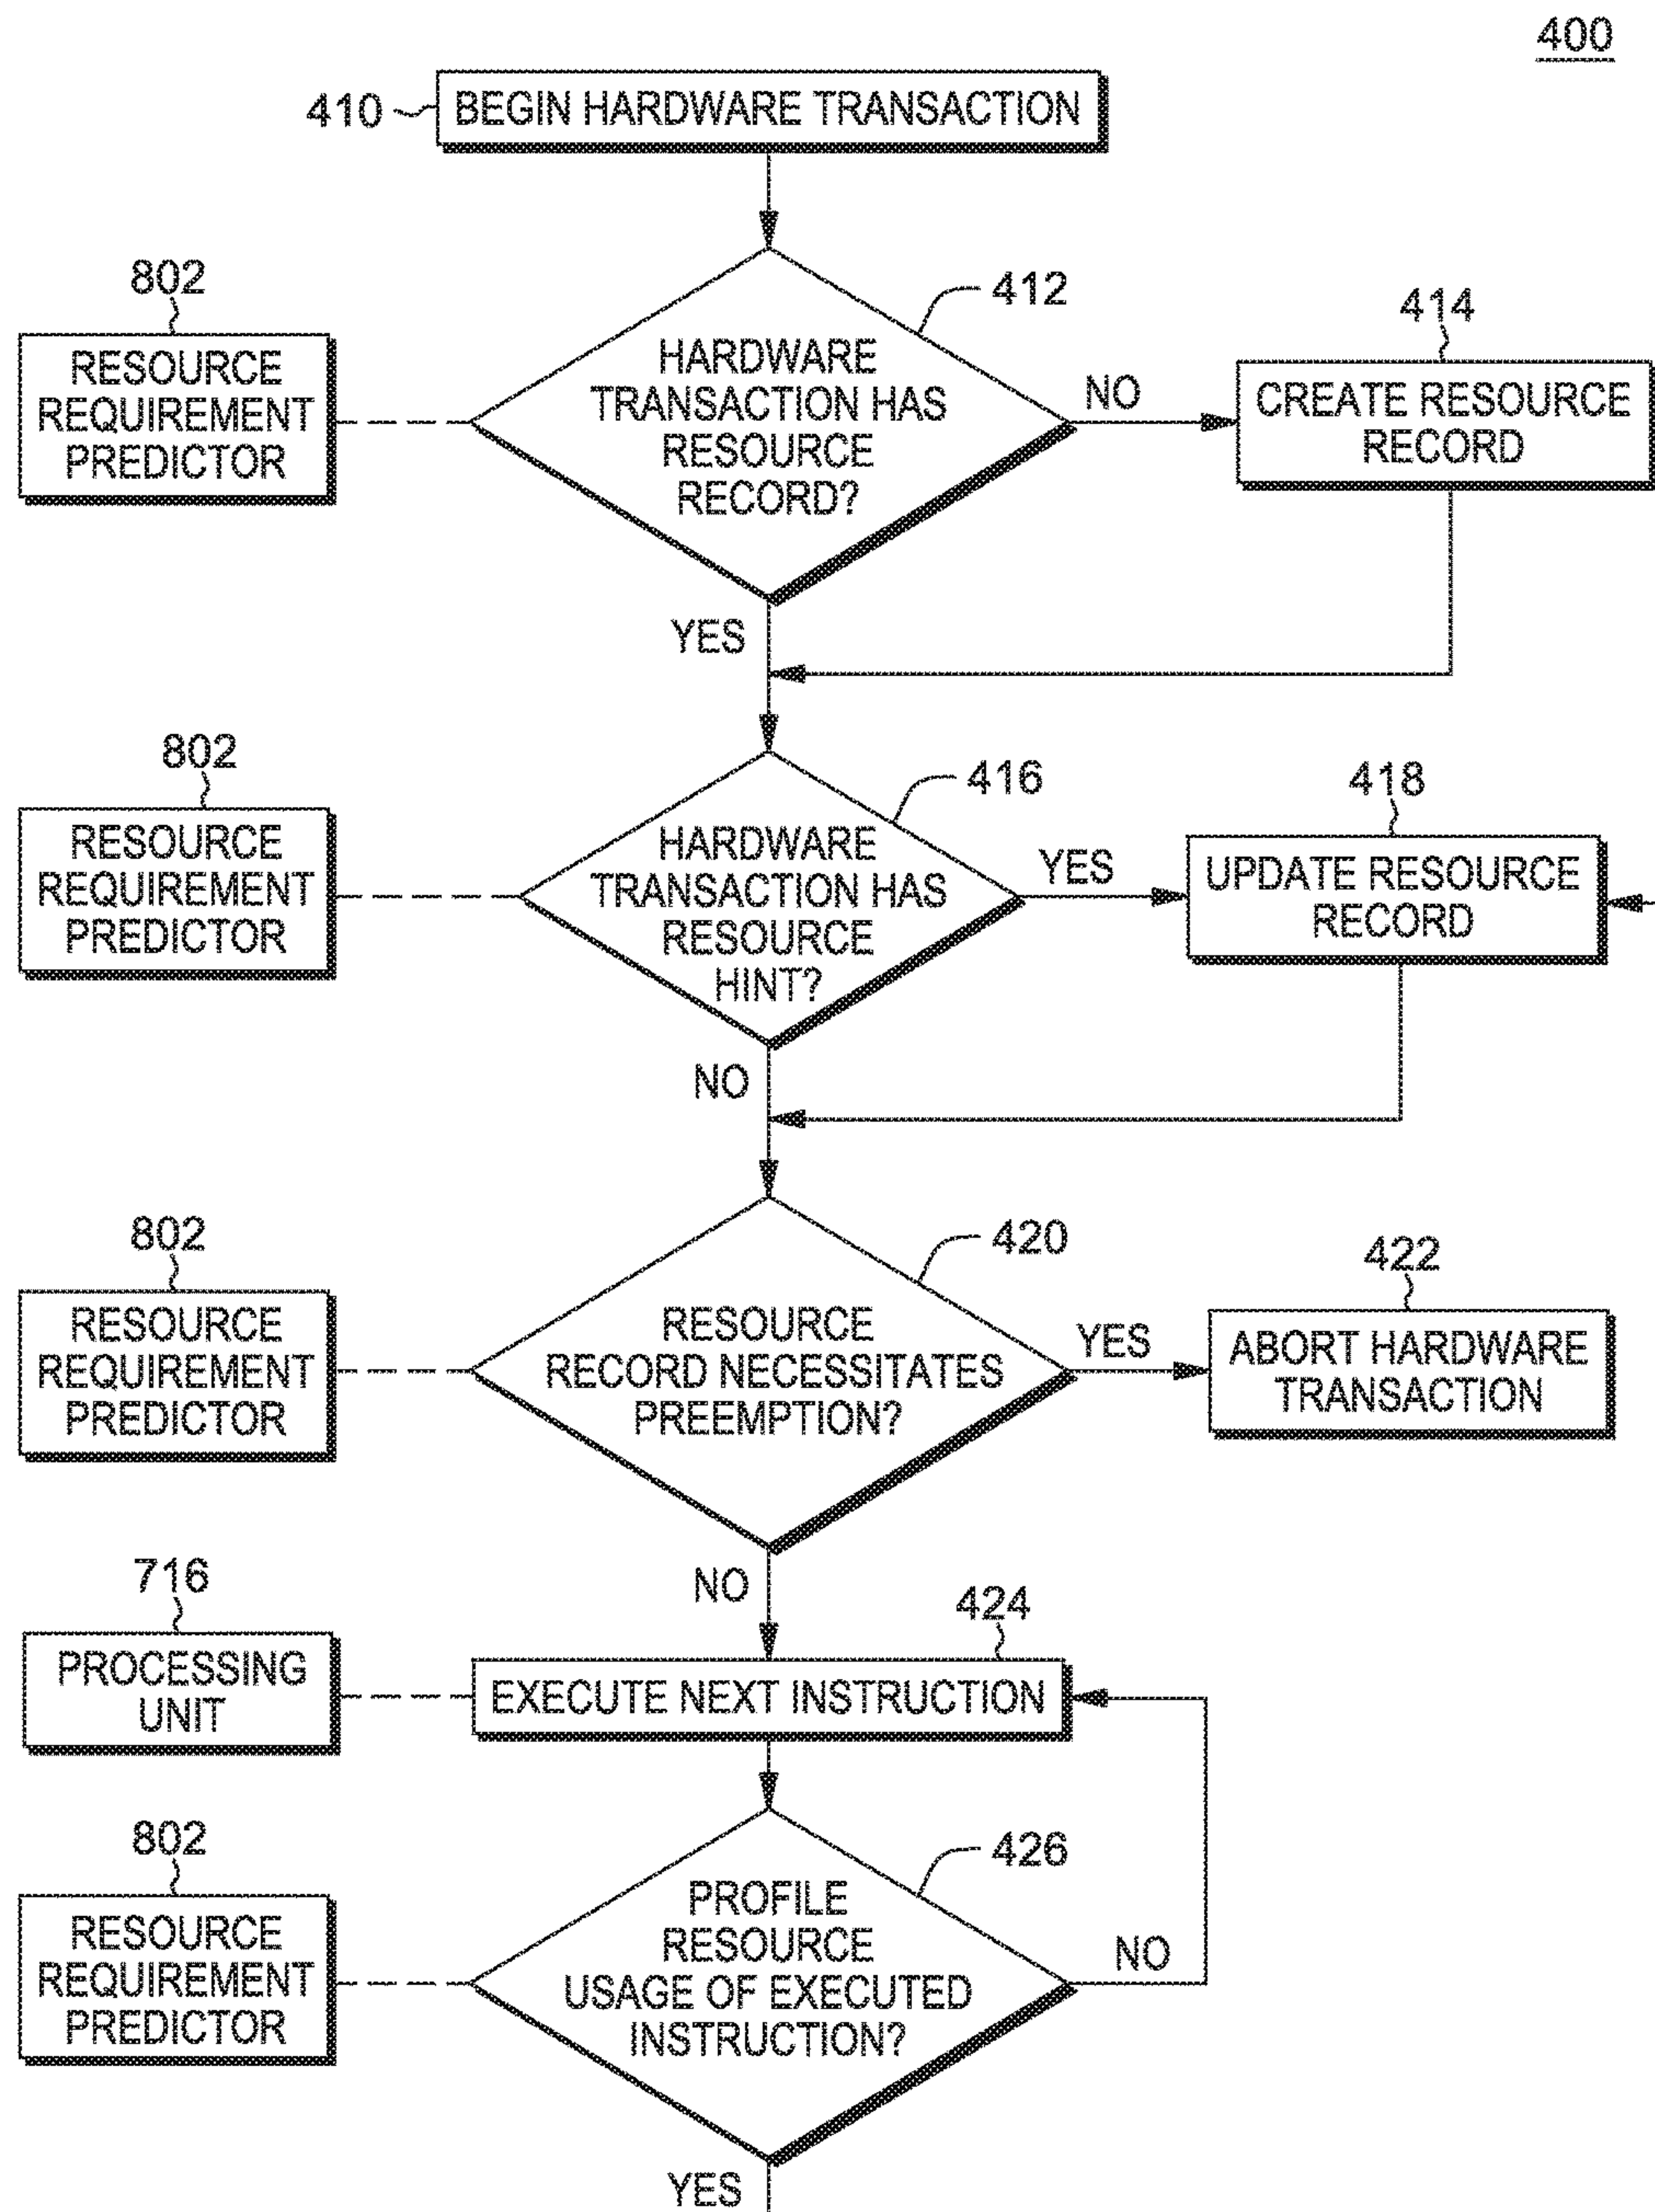 400
410
BEGIN HARDWARE TRANSACTION
802
RESOURCE
REQUIREMENT
PREDICTOR
412
HARDWARE
TRANSACTION HAS
RESOURCE
RECORD?
NO
414
CREATE RESOURCE
RECORD
YES
802
RESOURCE
REQUIREMENT
PREDICTOR
416
HARDWARE
TRANSACTION HAS
RESOURCE
HINT?
YES
418
UPDATE RESOURCE
RECORD
NO
802
RESOURCE
REQUIREMENT
PREDICTOR
420
RESOURCE
RECORD NECESSITATES
PREEMPTION?
YES
422
ABORT HARDWARE
TRANSACTION
NO
716
PROCESSING
UNIT
424
EXECUTE NEXT INSTRUCTION
802
RESOURCE
REQUIREMENT
PREDICTOR
426
PROFILE
RESOURCE
USAGE OF EXECUTED
INSTRUCTION?
NO
YES